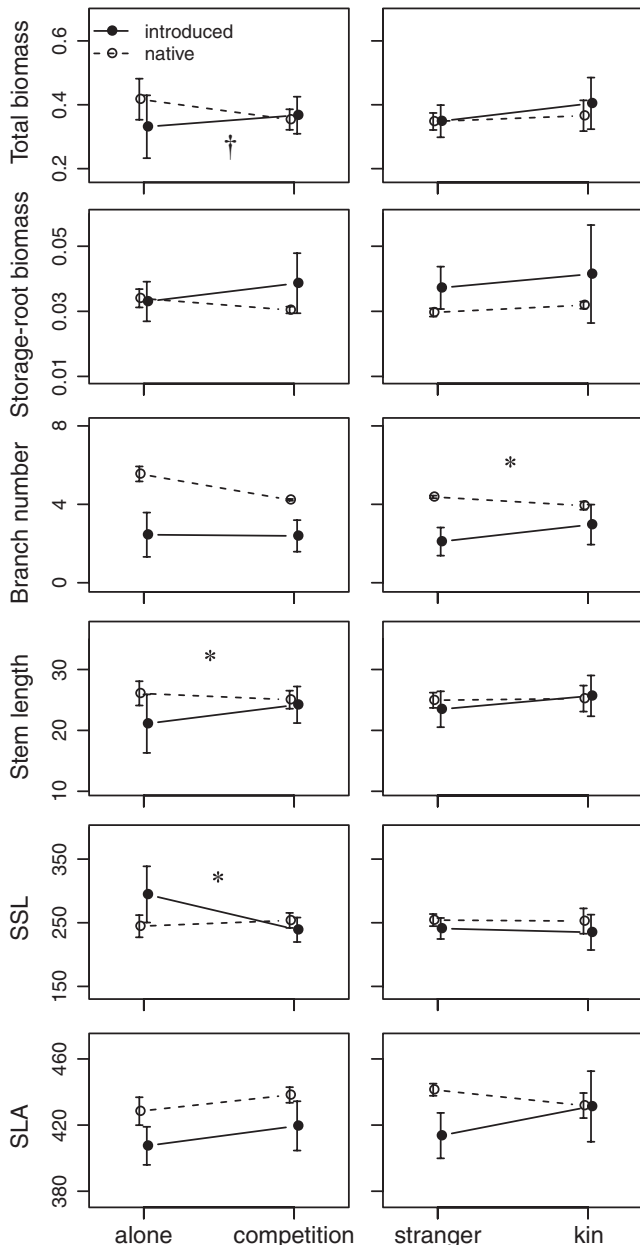 introduced
native
Total biomass
0.2 0.4 0.6
†
Storage-root biomass
0.01 0.03 0.05
Branch number
0 4 8
*
Stem length
10 20 30
*
SSL
150 250 350
*
SLA
380 420 460
alone competition stranger kin